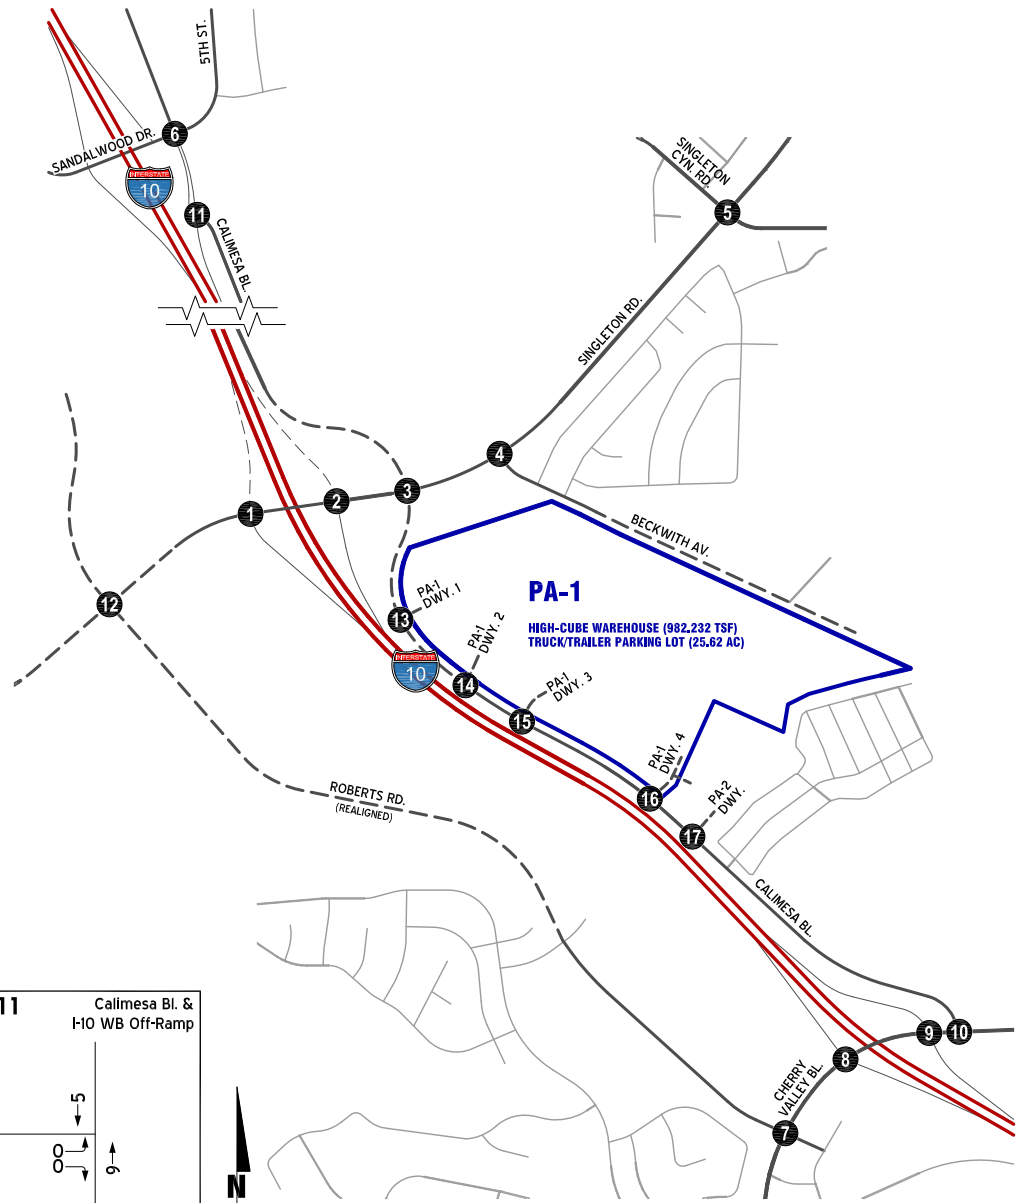 5TH ST.
SANDALWOOD DR.
6
INTERSTATE
10
11
CALIMESA BL.
SINGLETON
CYN. RD.
5
SINGLETON RD.
4
3
2
1
BECKWITH AV.
12
13
PA-1
DWY. 1
PA-1
DWY. 2
PA-1
HIGH-CUBE WAREHOUSE (982.232 TSF)
TRUCK/TRAILER PARKING LOT (25.62 AC)
INTERSTATE
10
14
PA-1
DWY. 3
15
PA-1
DWY. 4
16
PA-2
DWY.
17
ROBERTS RD.
(REALIGNED)
CALIMESA BL.
9
10
8
CHERRY
VALLEY BL.
7
11
Calimesa Bl. &
I-10 WB Off-Ramp
5
0
0
9
N